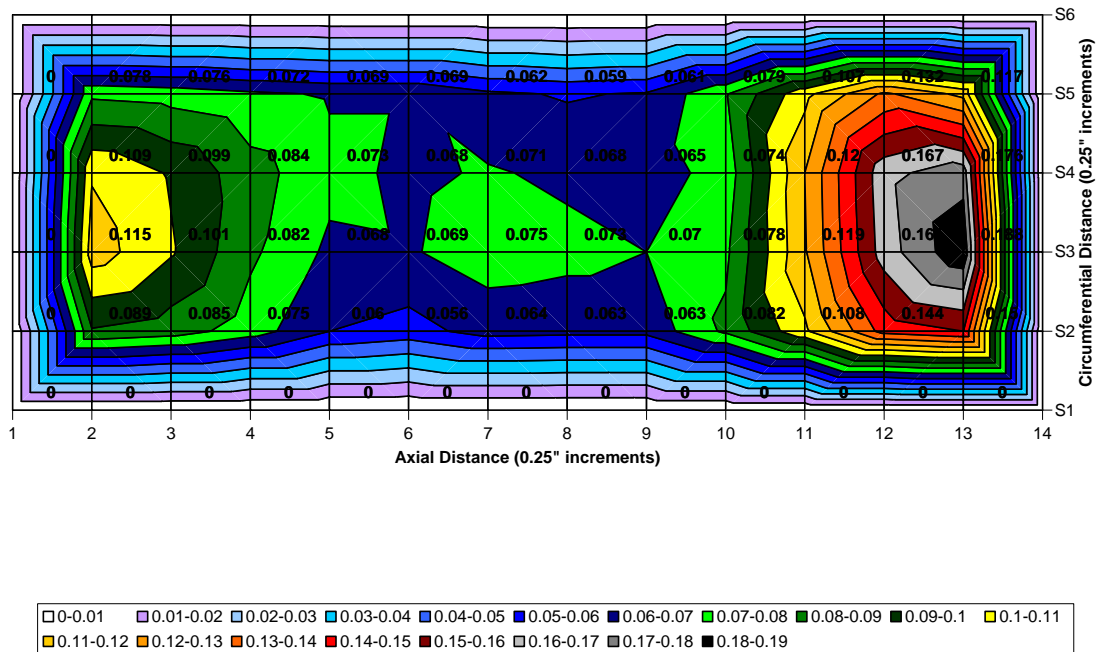 S6
0 0.078 0.076 0.072 0.069 0.069 0.062 0.059 0.079 0.107 0.132 0.117
S5
0 0.109 0.099 0.084 0.073 0.068 0.071 0.068 0.065 0.074 0.12 0.167 0.176
S4
0 0.115 0.101 0.082 0.068 0.069 0.075 0.073 0.07 0.078 0.119 0.188
S3
0 0.089 0.085 0.075 0.06 0.056 0.064 0.063 0.063 0.082 0.108 0.144 0.15
S2
0 0 0 0 0 0 0 0 0 0 0 0 0
S1
Circumferential Distance (0.25" increments)
1 2 3 4 5 6 7 8 9 10 11 12 13 14
Axial Distance (0.25" increments)
0-0.01 0.01-0.02 0.02-0.03 0.03-0.04 0.04-0.05 0.05-0.06 0.06-0.07 0.07-0.08 0.08-0.09 0.09-0.1 0.1-0.11
0.11-0.12 0.12-0.13 0.13-0.14 0.14-0.15 0.15-0.16 0.16-0.17 0.17-0.18 0.18-0.19